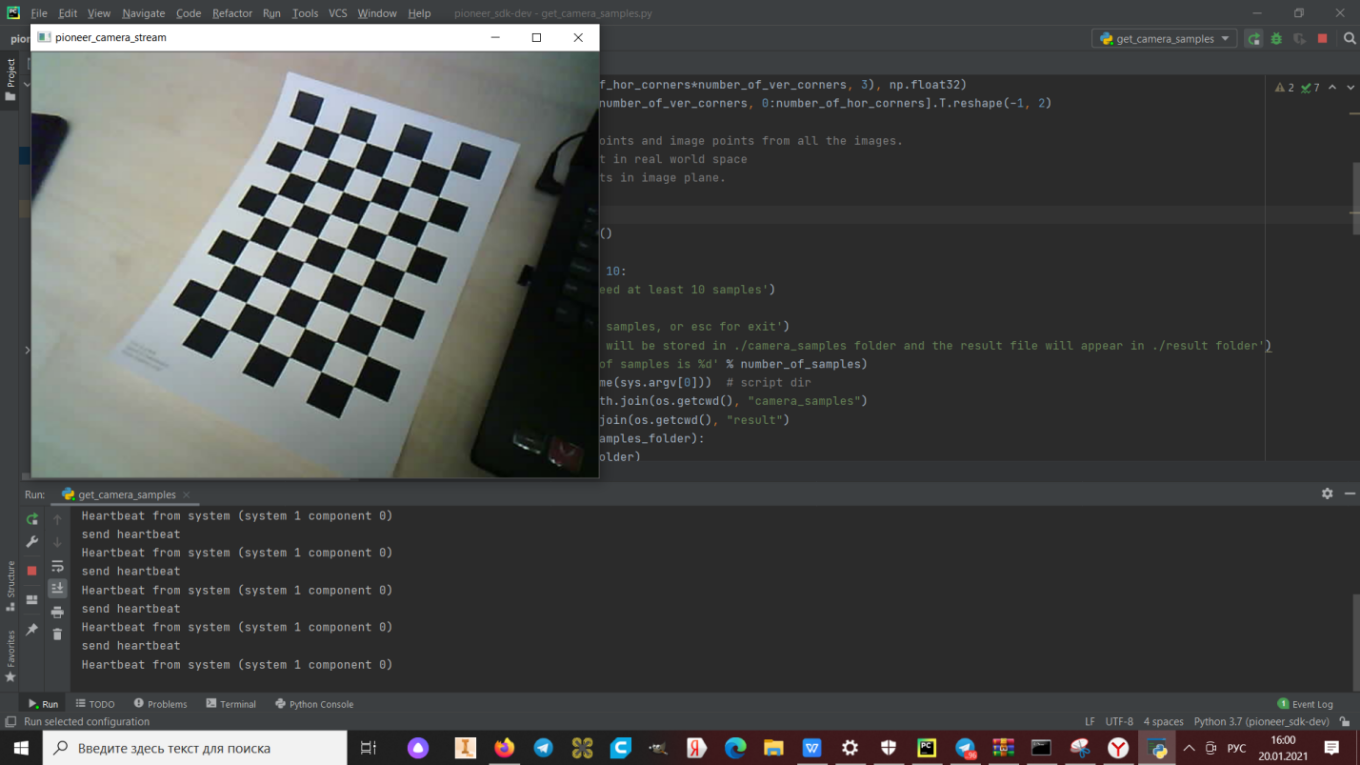 File Edit View Navigate Code Refactor Run Tools VCS Window Help pioneer_sdk-dev - get_camera_samples.py
pioneer_camera_stream
get_camera_samples
Project
f_hor_corners*number_of_ver_corners, 3), np.float32)
number_of_ver_corners, 0:number_of_hor_corners].T.reshape(-1, 2)
2 7
oints and image points from all the images.
t in real world space
ts in image plane.
()
10:
eed at least 10 samples')
samples, or esc for exit')
will be stored in ./camera_samples folder and the result file will appear in ./result folder')
of samples is %d' % number_of_samples)
me(sys.argv[0])) # script dir
th.join(os.getcwd(), "camera_samples")
join(os.getcwd(), "result")
amples_folder):
older)
Run: get_camera_samples
Heartbeat from system (system 1 component 0)
send heartbeat
Heartbeat from system (system 1 component 0)
send heartbeat
Heartbeat from system (system 1 component 0)
send heartbeat
Heartbeat from system (system 1 component 0)
send heartbeat
Heartbeat from system (system 1 component 0)
Structure
Favorites
Run TODO Problems Terminal Python Console 1 Event Log
Run selected configuration LF UTF-8 4 spaces Python 3.7 (pioneer_sdk-dev)
Введите здесь текст для поиска
РУС
16:00
20.01.2021